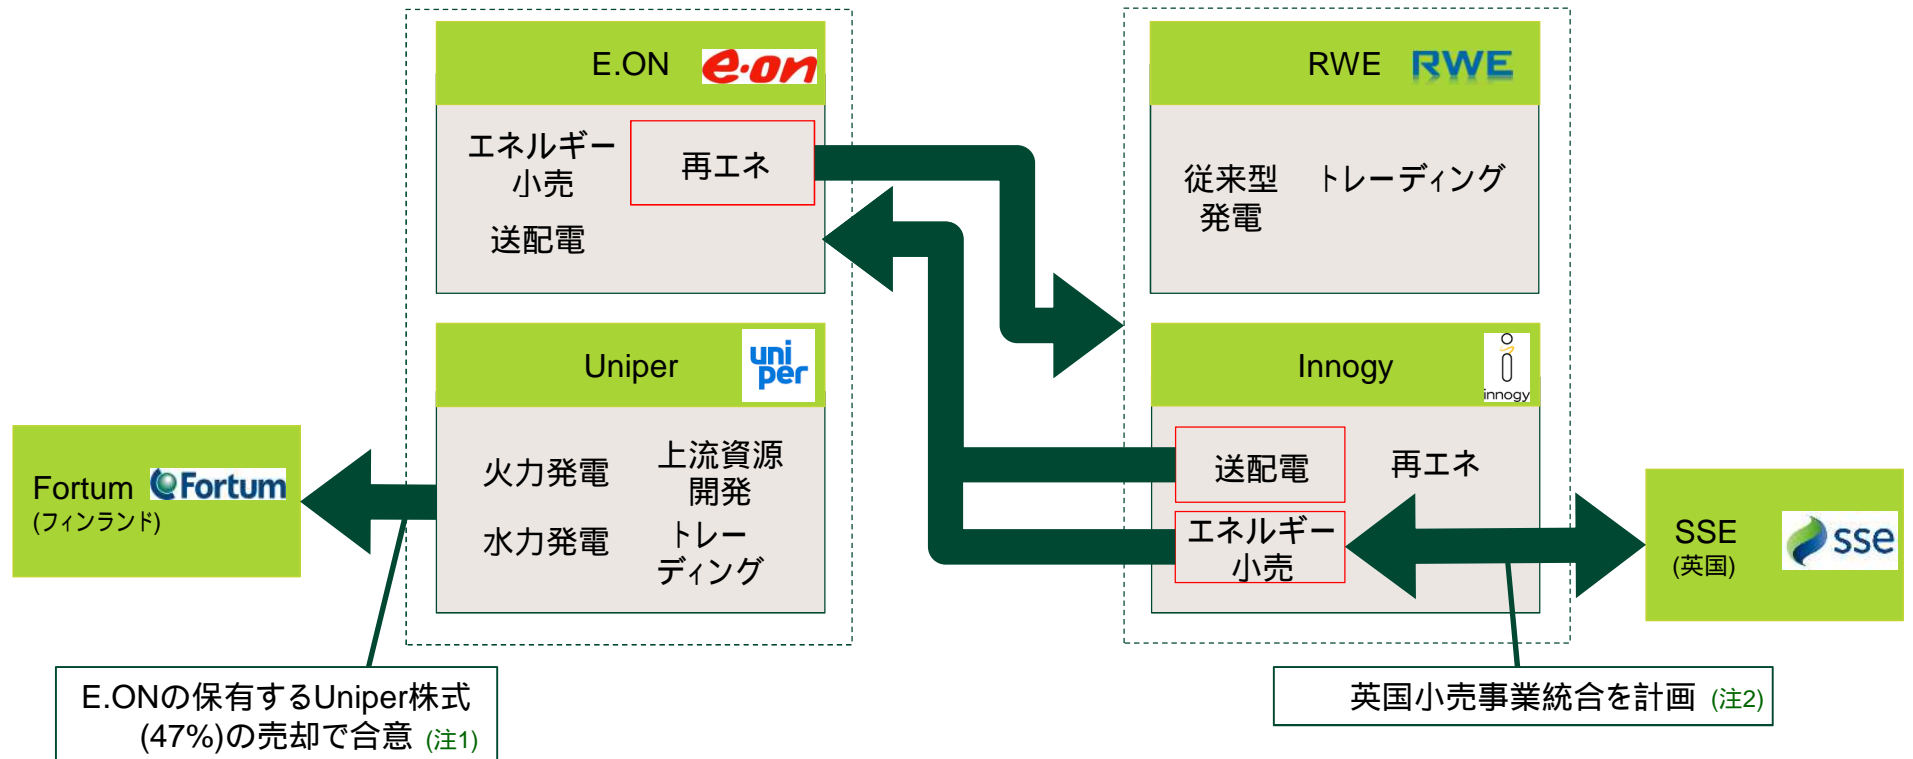 E.ON e·on
エネルギー
小売
再エネ
送配電
RWE RWE
従来型
発電
トレーディング
Uniper uni
per
火力発電
上流資源
開発
水力発電
トレー
ディング
Innogy innogy
送配電
再エネ
エネルギー
小売
Fortum Fortum
(フィンランド)
SSE sse
(英国)
E.ONの保有するUniper株式
(47%)の売却で合意 (注1)
英国小売事業統合を計画 (注2)